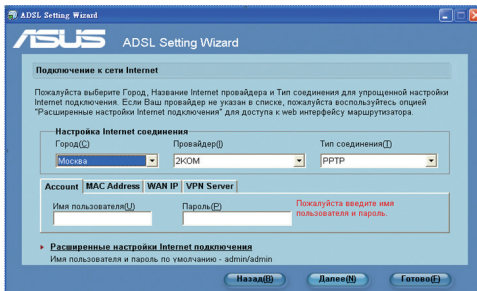 ADSL Setting Wizard
ASUS ADSL Setting Wizard
Подключение к сети Internet
Пожалуйста выберите Город, Название Internet провайдера и Тип соединения для упрощенной настройки
Internet подключения. Если Ваш провайдер не указан в списке, пожалуйста воспользуйтесь опцией
"Расширенные настройки Internet подключения" для доступа к web интерфейсу маршрутизатора.
Настройка Internet соединения
Город(C) Провайдер(I) Тип соединения(T)
Москва 2KOM PPTP
Account MAC Address WAN IP VPN Server
Имя пользователя(U) Пароль(P) Пожалуйста введите имя
пользователя и пароль.
Расширенные настройки Internet подключения
Имя пользователя и пароль по умолчанию - admin/admin
Назад(B) Далее(N) Готово(F)